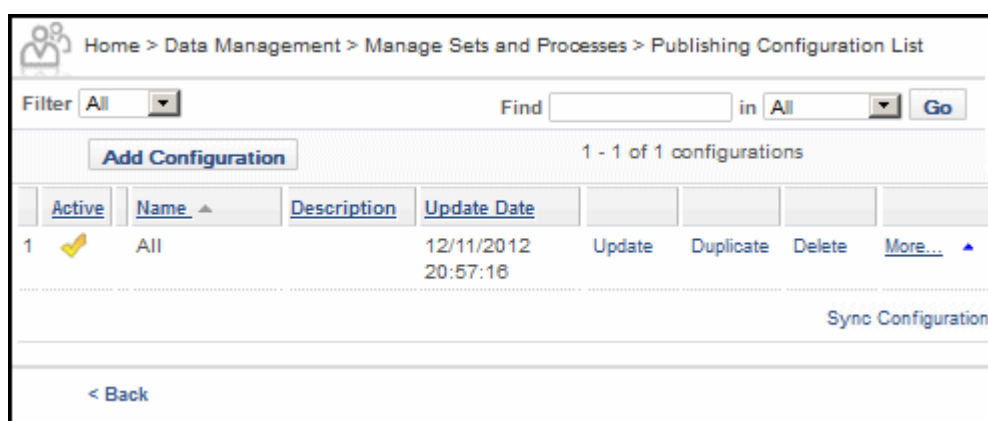 Home > Data Management > Manage Sets and Processes > Publishing Configuration List
Filter All Find in All Go
Add Configuration 1 - 1 of 1 configurations
Active Name Description Update Date
1 All 12/11/2012 20:57:16 Update Duplicate Delete More...
Sync Configuration
< Back